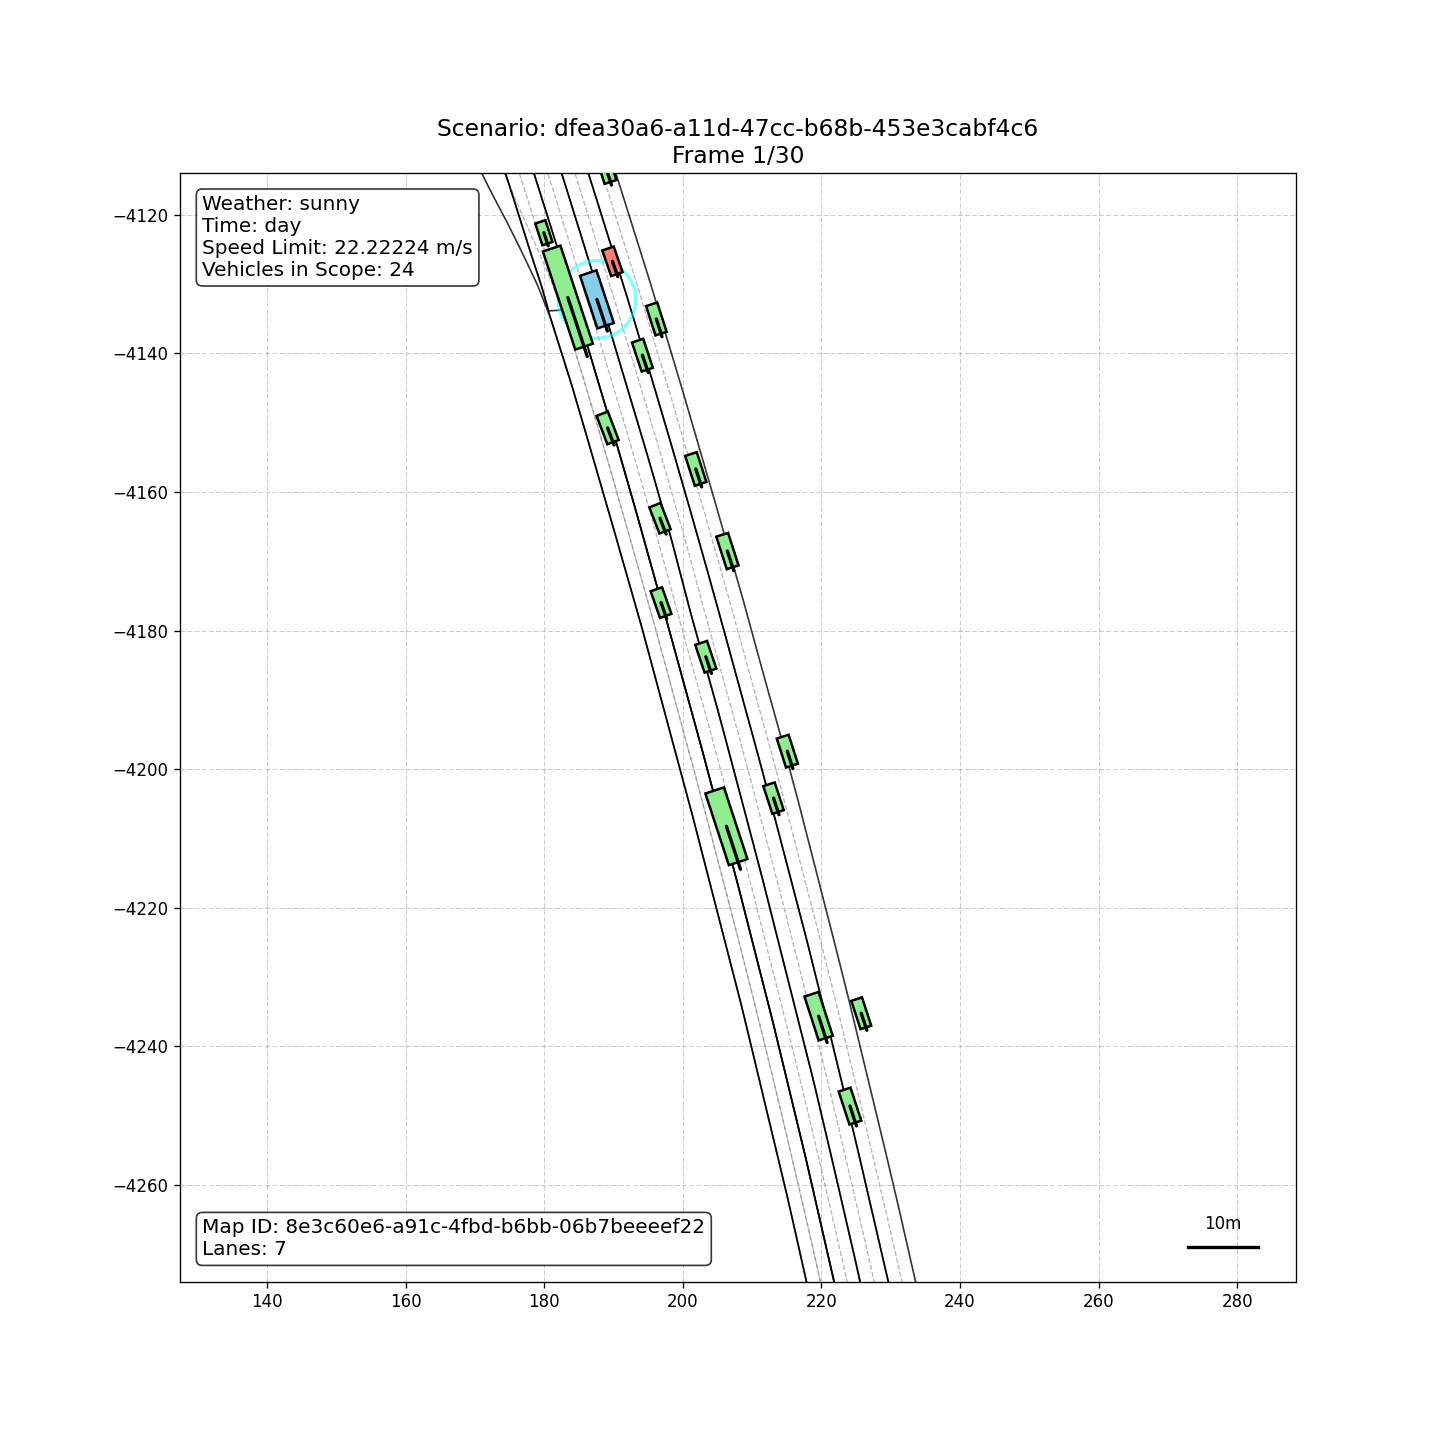 Scenario: dfea30a6-a11d-47cc-b68b-453e3cabf4c6
Frame 1/30
Weather: sunny
Time: day
Speed Limit: 22.22224 m/s
Vehicles in Scope: 24
−4120
−4140
−4160
−4180
−4200
−4220
−4240
−4260
Map ID: 8e3c60e6-a91c-4fbd-b6bb-06b7beeeef22
Lanes: 7
10m
140 160 180 200 220 240 260 280